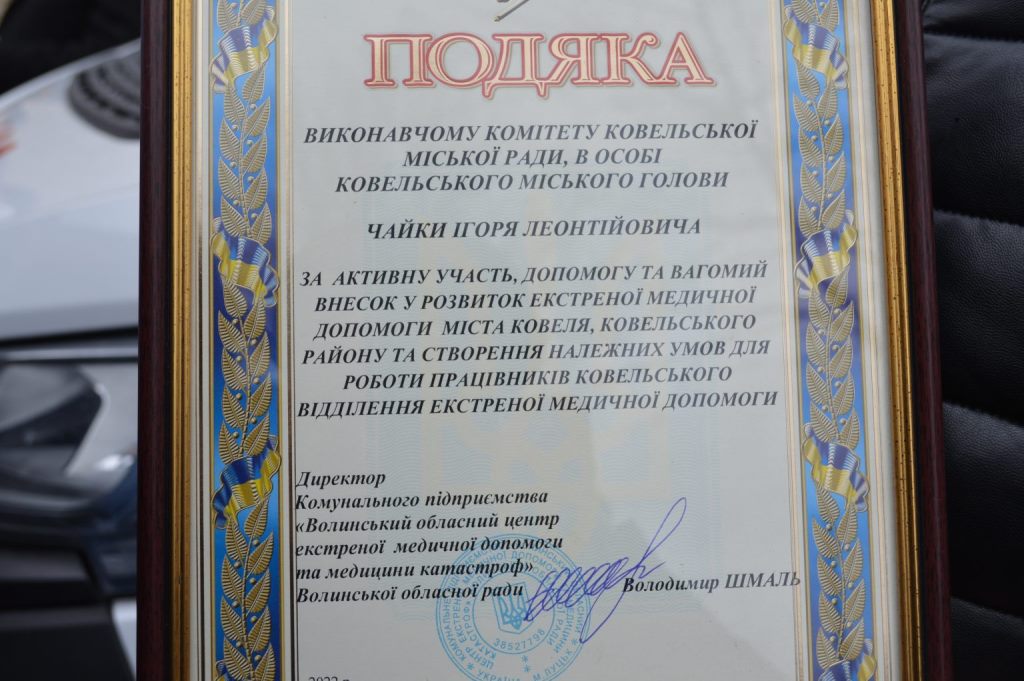 ПОДЯКА
ВИКОНАВЧОМУ КОМІТЕТУ КОВЕЛЬСЬКОЇ
МІСЬКОЇ РАДИ, В ОСОБІ
КОВЕЛЬСЬКОГО МІСЬКОГО ГОЛОВИ
ЧАЙКИ ІГОРЯ ЛЕОНТІЙОВИЧА
ЗА АКТИВНУ УЧАСТЬ, ДОПОМОГУ ТА ВАГОМИЙ
ВНЕСОК У РОЗВИТОК ЕКСТРЕНОЇ МЕДИЧНОЇ
ДОПОМОГИ МІСТА КОВЕЛЯ, КОВЕЛЬСЬКОГО
РАЙОНУ ТА СТВОРЕННЯ НАЛЕЖНИХ УМОВ ДЛЯ
РОБОТИ ПРАЦІВНИКІВ КОВЕЛЬСЬКОГО
ВІДДІЛЕННЯ ЕКСТРЕНОЇ МЕДИЧНОЇ ДОПОМОГИ
Директор
Комунального підприємства
«Волинський обласний центр
екстреної медичної допомоги
та медицини катастроф»
Волинської обласної ради Володимир ШМАЛЬ
38527798
УКРАЇНА * М.ЛУЦЬК